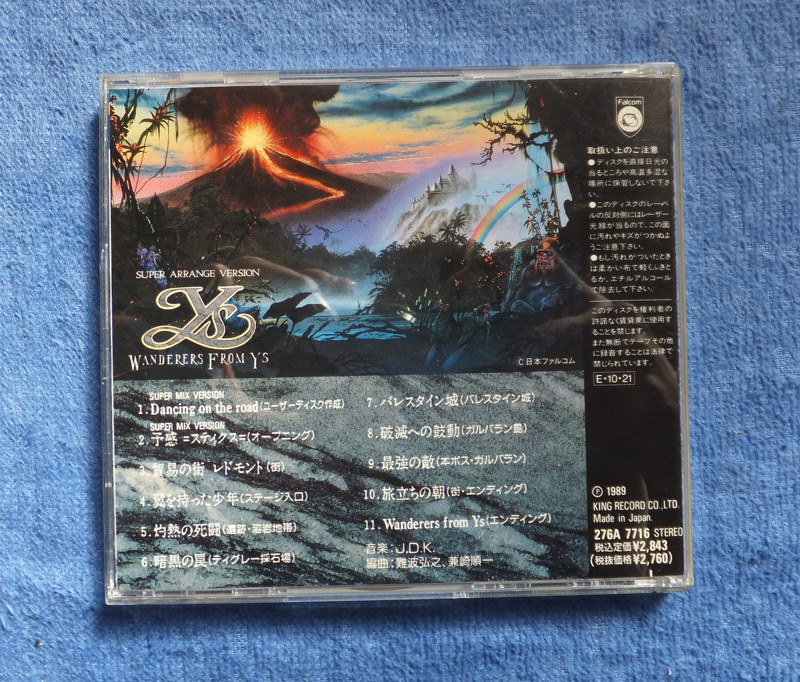 SUPER ARRANGE VERSION
Ys
WANDERERS FROM YS
©日本ファルコム
SUPER MIX VERSION
1. Dancing on the road(ユーザーディスク作成)
SUPER MIX VERSION
2. 予感 =スティクス=(オープニング)
3. 貿易の街 レドモント(街)
4. 翼を持った少年(ステージ入口)
5. 灼熱の死闘(遺跡・溶岩地帯)
6. 暗黒の罠(ティグレー採石場)
7. バレスタイン城(バレスタイン城)
8. 破滅への鼓動(ガルバラン島)
9. 最強の敵(本ボス・ガルバラン)
10. 旅立ちの朝(街・エンディング)
11. Wanderers from Ys(エンディング)
音楽:J.D.K.
編曲:難波弘之、兼崎順一
Falcom
取扱い上のご注意
●ディスクを直接日光の
当るところや高温多湿な
場所に保管しないで下さ
い。
●このディスクのレーベ
ルの反対側にはレーザー
光線が当るので、この面
に汚れやキズがつかぬよ
うご注意下さい。
●もし汚れがついたとき
は柔かい布で軽くふきと
るか、エチルアルコール
で除去して下さい。
このディスクを権利者の
許諾なく賃貸業に使用す
ることを禁じます。
また無断でテープその他
に録音することは法律で
禁じられています。
E・10・21
Ⓟ 1989
KING RECORD CO.,LTD.
Made in Japan.
276A 7716 STEREO
税込定価¥2,843
(税抜価格¥2,760)